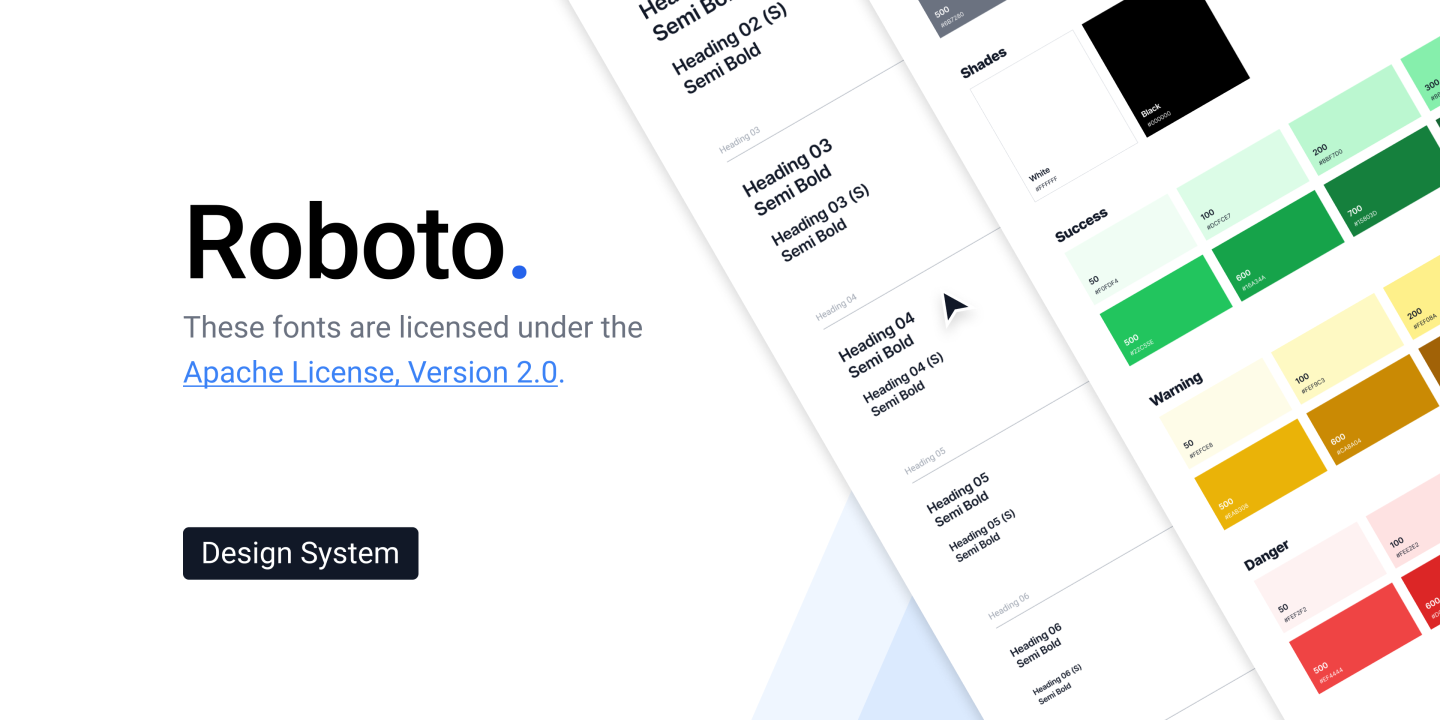 Roboto.
These fonts are licensed under the
Apache License, Version 2.0.
Design System
Semi Bold
Heading 02 (S)
Semi Bold
Heading 03
Heading 03
Semi Bold
Heading 03 (S)
Semi Bold
Heading 04
Heading 04
Semi Bold
Heading 04 (S)
Semi Bold
Heading 05
Heading 05
Semi Bold
Heading 05 (S)
Semi Bold
Heading 06
Heading 06
Semi Bold
Heading 06 (S)
Semi Bold
500
#6B7280
Shades
White
#FFFFFF
Black
#000000
Success
50
#F0FDF4
100
#DCFCE7
200
#BBF7D0
300
500
#22C55E
600
#16A34A
700
#15803D
Warning
50
#FEFCE8
100
#FEF9C3
200
#FEF08A
500
#EAB308
600
#CA8A04
Danger
50
#FEF2F2
100
#FEE2E2
500
#EF4444
600